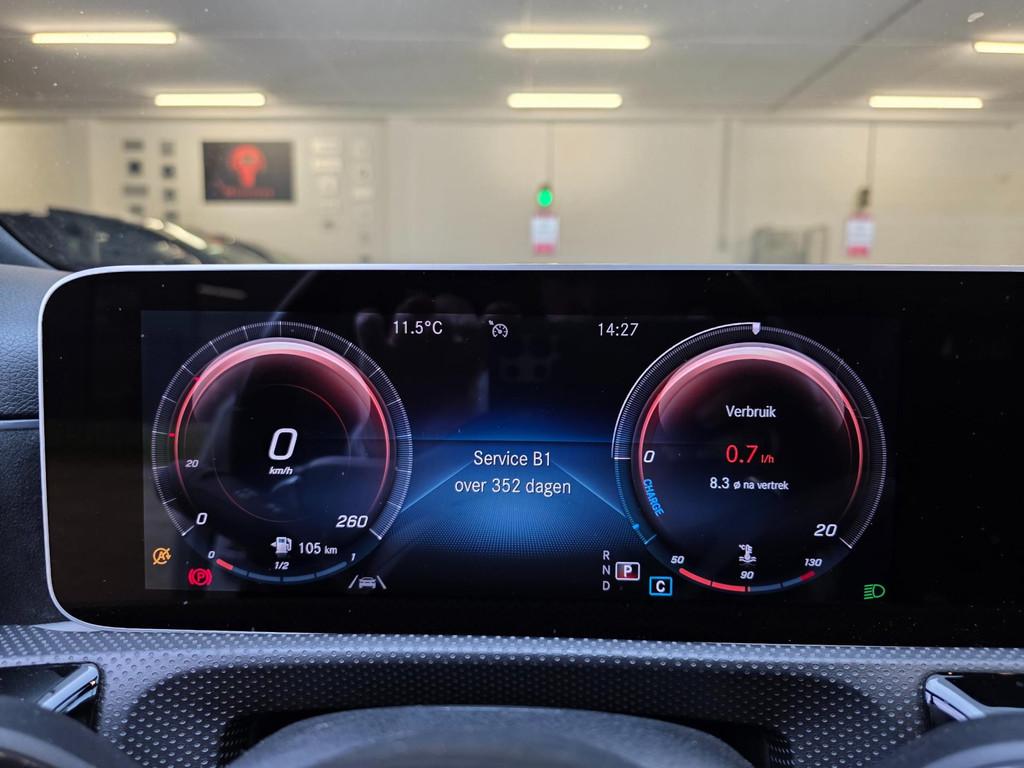 11.5°C
14:27
Verbruik
0
km/h
20
0
260
Service B1
over 352 dagen
0
0.7 l/h
8.3 ø na vertrek
CHARGE
20
105 km
0
1/2
1
R
N
D
P
C
50
90
130
A
P